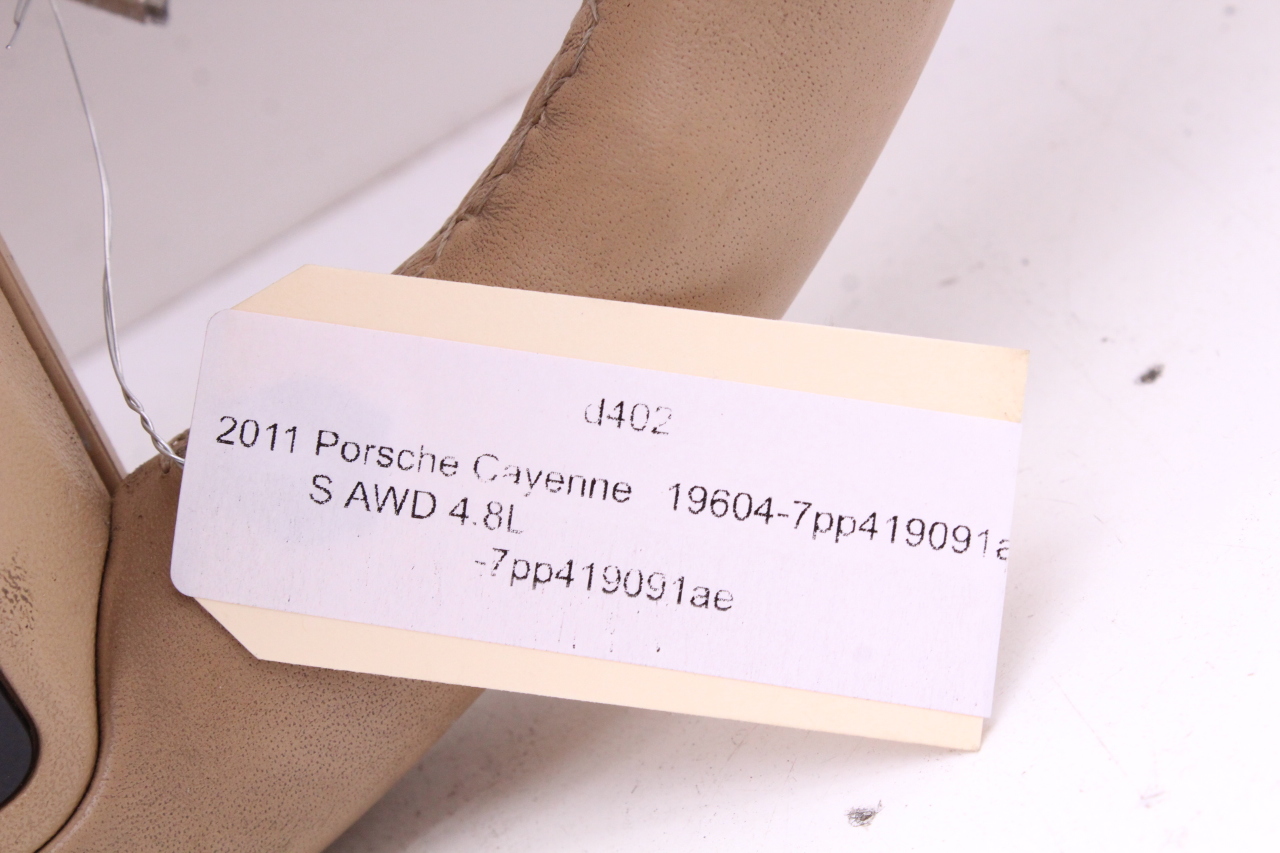 d402
2011 Porsche Cayenne 19604-7pp419091a
S AWD 4.8L
-7pp419091ae